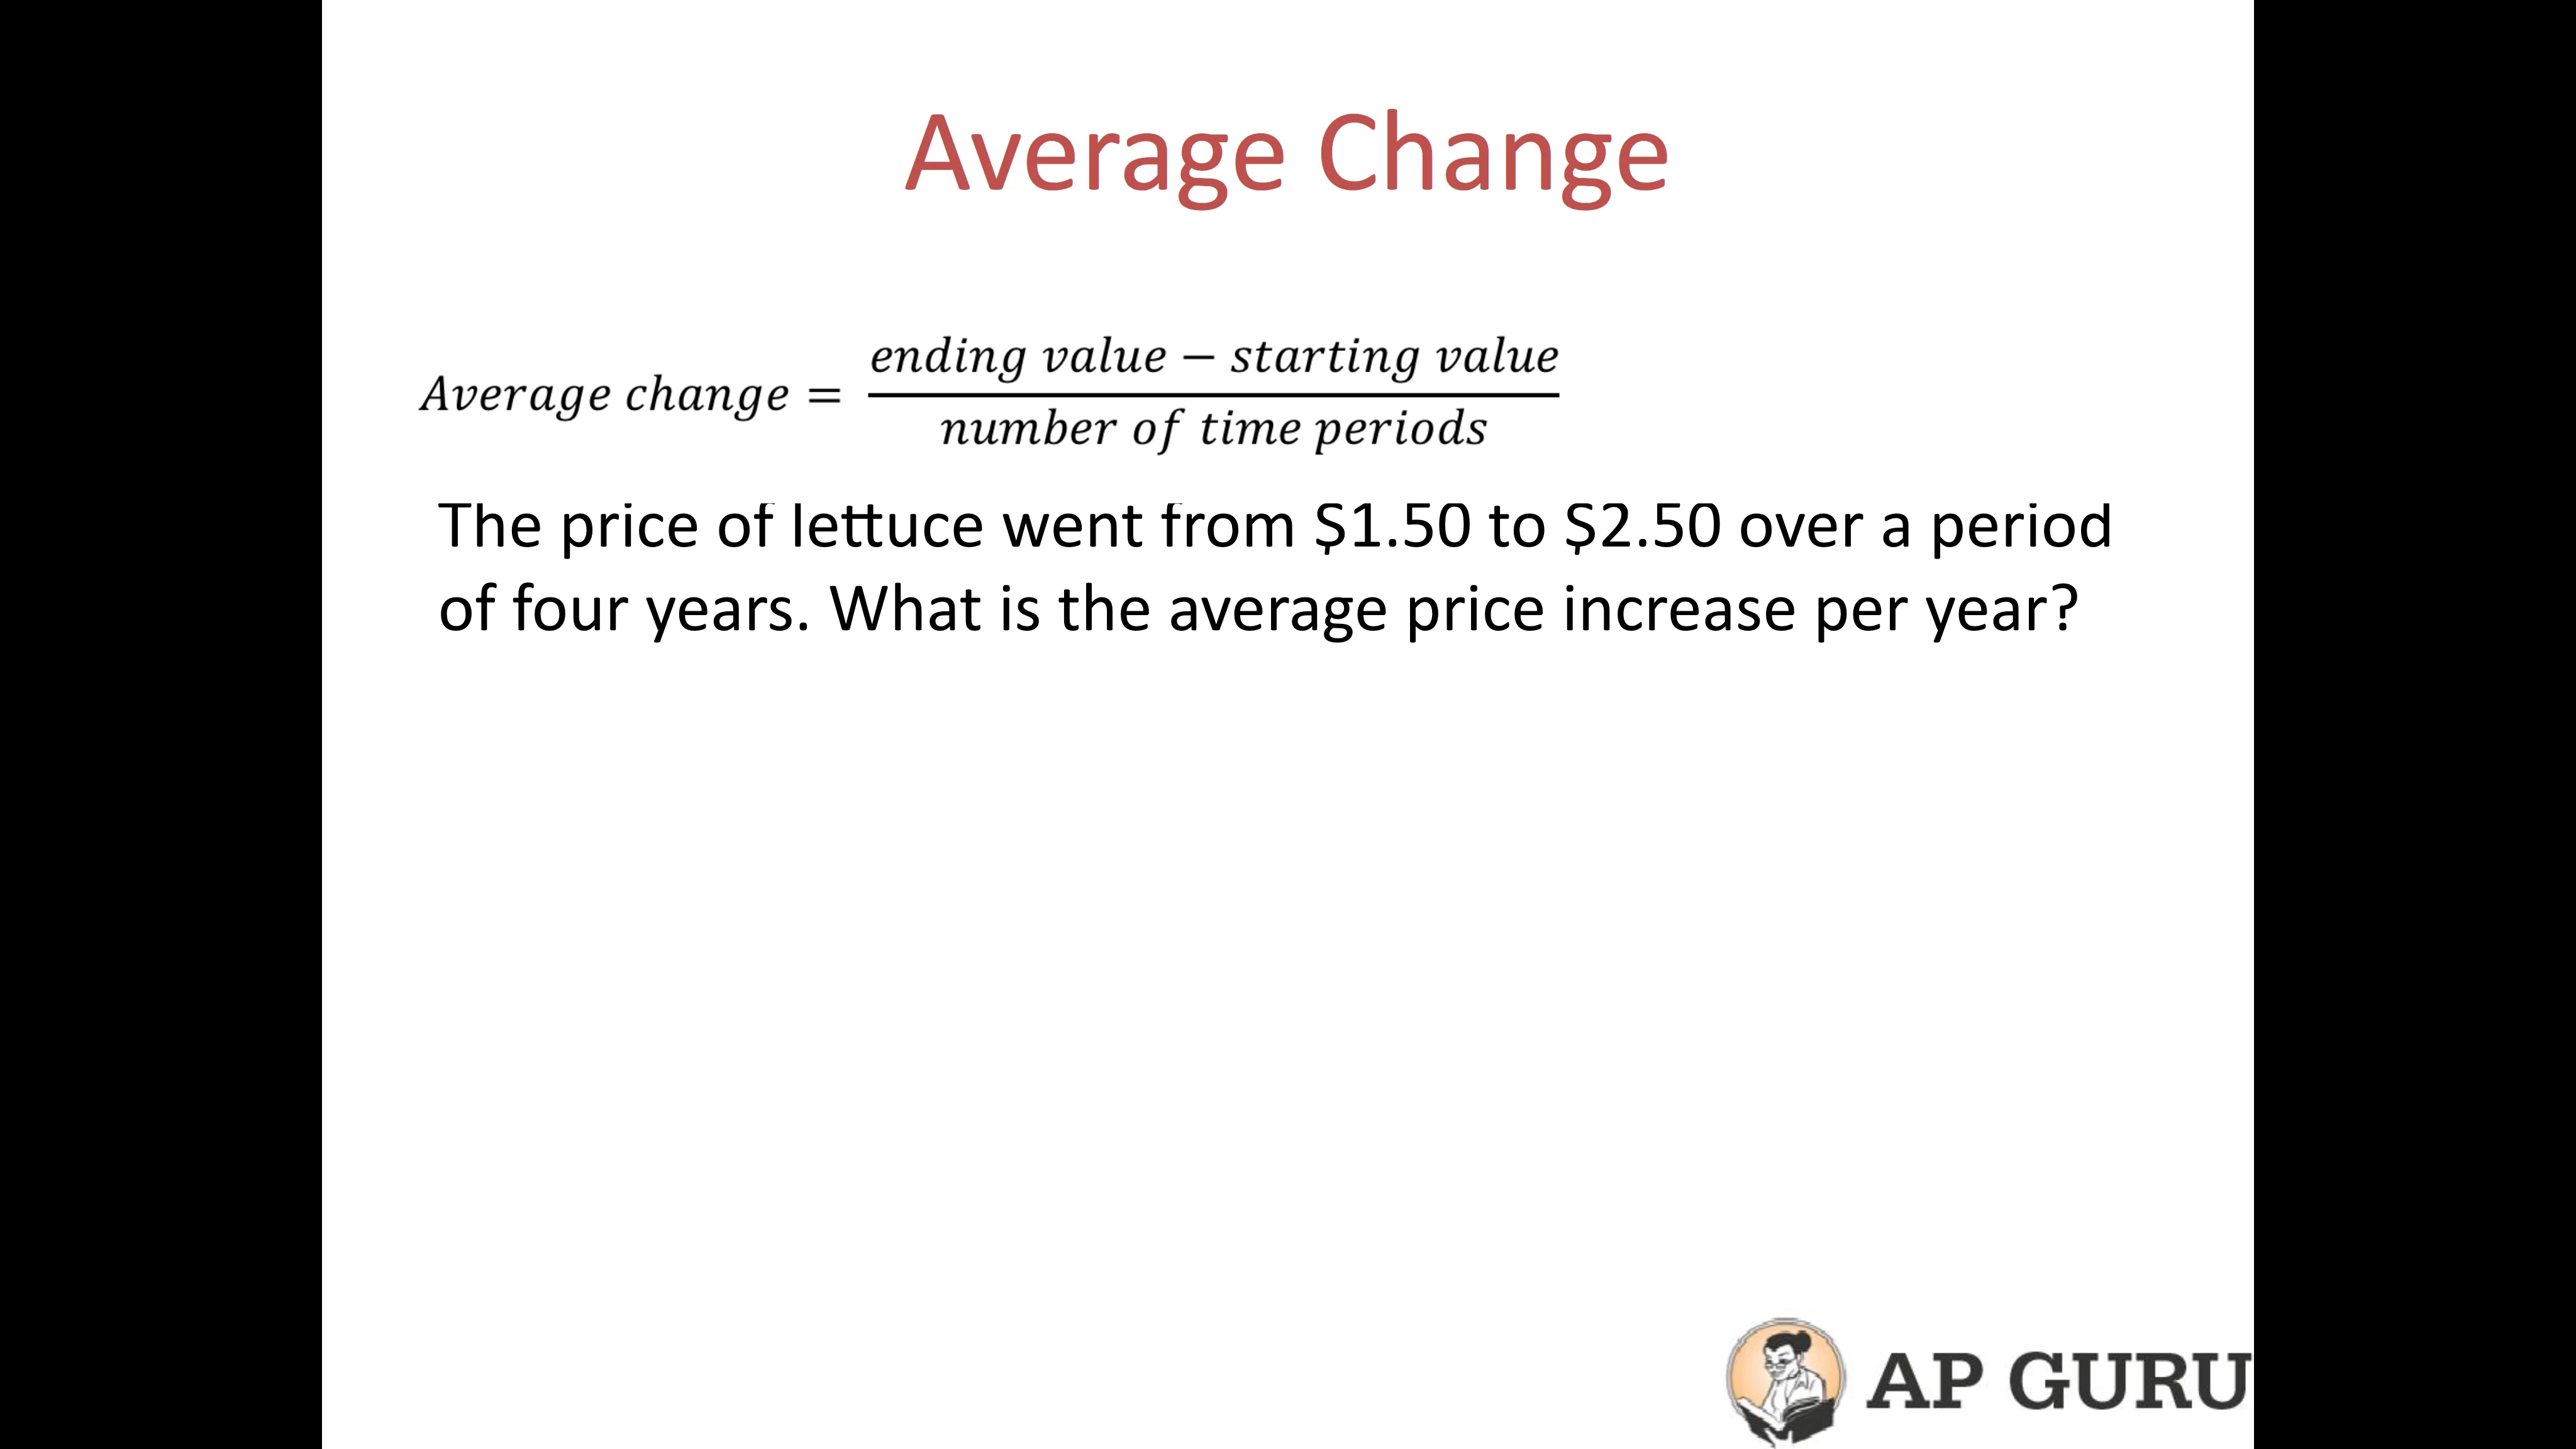 Average Change
Average change = ending value − starting value / number of time periods
The price of lettuce went from $1.50 to $2.50 over a period
of four years. What is the average price increase per year?
AP GURU